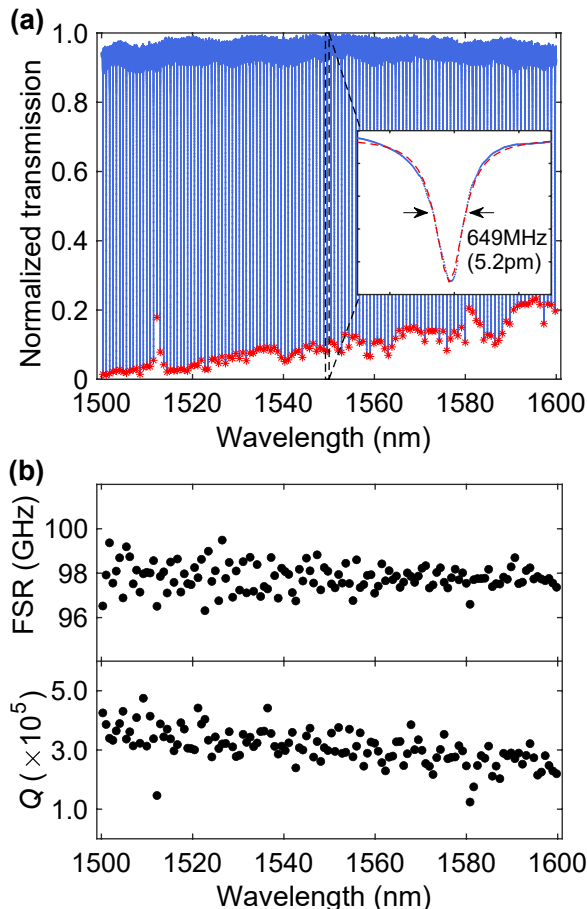 (a)
1.0
0.8
0.6
0.4
0.2
0
Normalized transmission
649MHz
(5.2pm)
1500 1520 1540 1560 1580 1600
Wavelength (nm)
(b)
100
98
96
FSR (GHz)
5.0
3.0
1.0
Q (×10⁵)
1500 1520 1540 1560 1580 1600
Wavelength (nm)